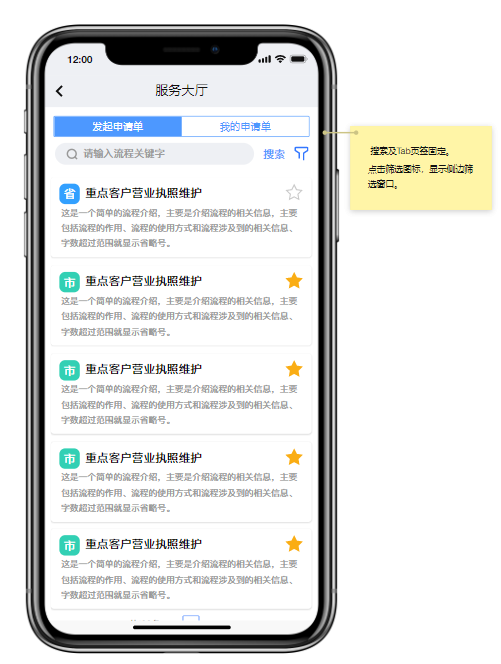 12:00
服务大厅
发起申请单
我的申请单
请输入流程关键字
搜索
搜索及Tab页签固定。
点击筛选图标，显示侧边筛
选窗口。
省
重点客户营业执照维护
这是一个简单的流程介绍，主要是介绍流程的相关信息，主要
包括流程的作用、流程的使用方式和流程涉及到的相关信息、
字数超过范围就显示省略号。
市
重点客户营业执照维护
这是一个简单的流程介绍，主要是介绍流程的相关信息，主要
包括流程的作用、流程的使用方式和流程涉及到的相关信息、
字数超过范围就显示省略号。
市
重点客户营业执照维护
这是一个简单的流程介绍，主要是介绍流程的相关信息，主要
包括流程的作用、流程的使用方式和流程涉及到的相关信息、
字数超过范围就显示省略号。
市
重点客户营业执照维护
这是一个简单的流程介绍，主要是介绍流程的相关信息，主要
包括流程的作用、流程的使用方式和流程涉及到的相关信息、
字数超过范围就显示省略号。
市
重点客户营业执照维护
这是一个简单的流程介绍，主要是介绍流程的相关信息，主要
包括流程的作用、流程的使用方式和流程涉及到的相关信息、
字数超过范围就显示省略号。